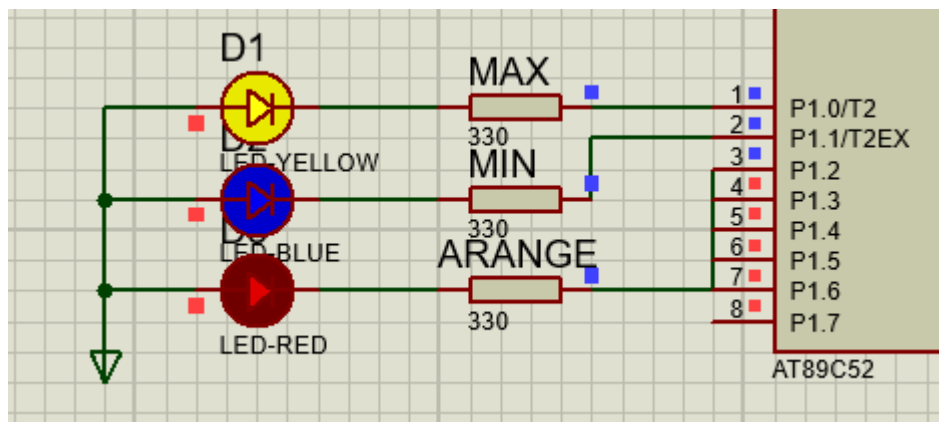 D1
LED-YELLOW
D2
LED-BLUE
D3
LED-RED
MAX
330
MIN
330
ARANGE
330
1
2
3
4
5
6
7
8
P1.0/T2
P1.1/T2EX
P1.2
P1.3
P1.4
P1.5
P1.6
P1.7
AT89C52